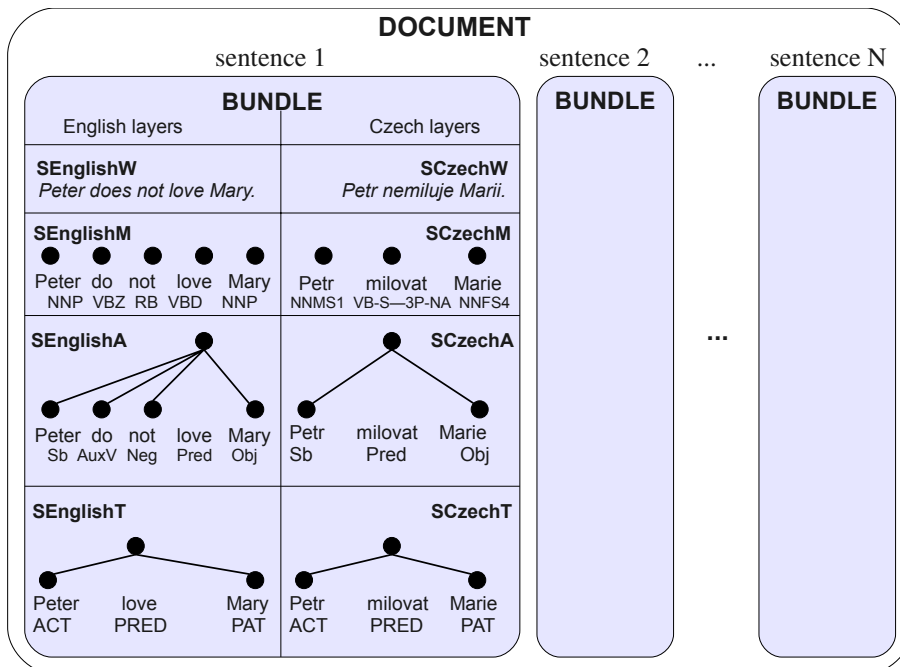 DOCUMENT
sentence 1 sentence 2 ... sentence N
BUNDLE BUNDLE BUNDLE
English layers Czech layers
SEnglishW SCzechW
Peter does not love Mary. Petr nemiluje Marii.
SEnglishM SCzechM
Peter do not love Mary Petr milovat Marie
NNP VBZ RB VBD NNP NNMS1 VB-S—3P-NA NNFS4
...
SEnglishA SCzechA
Peter do not love Mary Petr milovat Marie
Sb AuxV Neg Pred Obj Sb Pred Obj
SEnglishT SCzechT
Peter love Mary Petr milovat Marie
ACT PRED PAT ACT PRED PAT